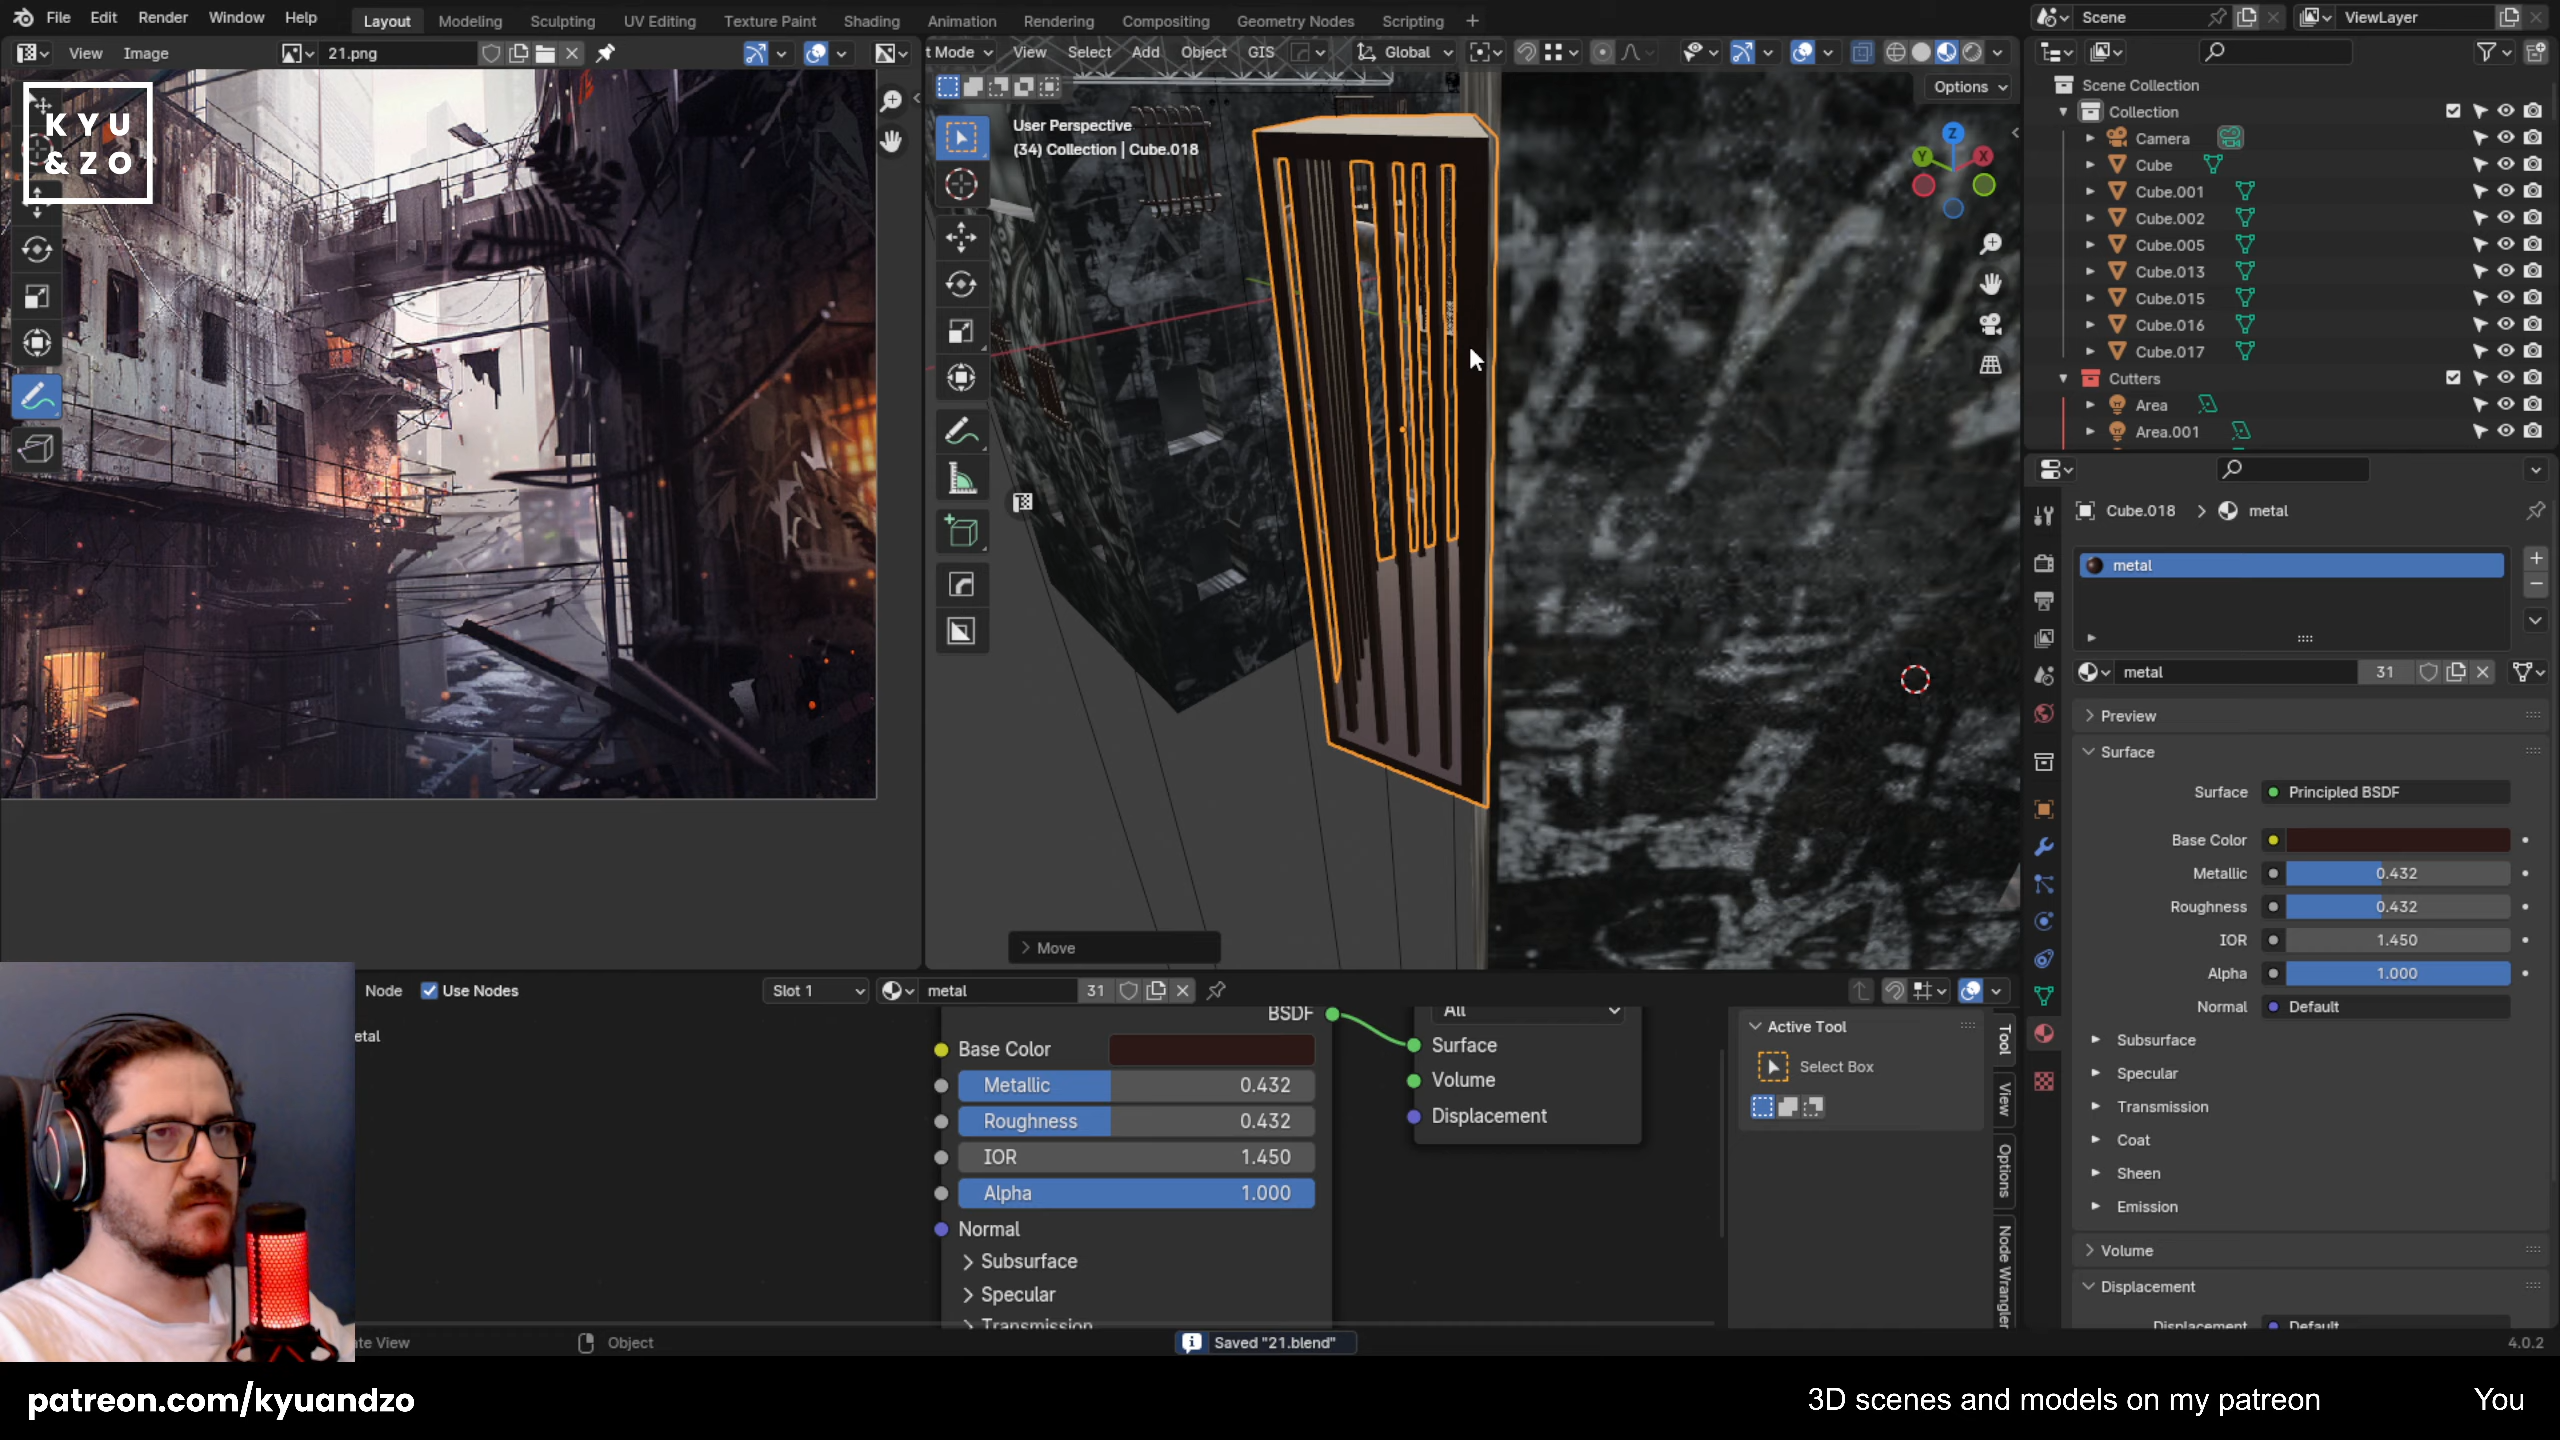 File Edit Render Window Help
Layout Modeling Sculpting UV Editing Texture Paint Shading Animation Rendering Compositing Geometry Nodes Scripting +
Scene
ViewLayer
View Image
21.png
t Mode View Select Add Object GIS
Global
Options
KYU
&ZO
User Perspective
(34) Collection | Cube.018
Z
Y
X
Move
Scene Collection
Collection
Camera
Cube
Cube.001
Cube.002
Cube.005
Cube.013
Cube.015
Cube.016
Cube.017
Cutters
Area
Area.001
Cube.018 > metal
metal
metal 31
Preview
Surface
Surface Principled BSDF
Base Color
Metallic 0.432
Roughness 0.432
IOR 1.450
Alpha 1.000
Normal Default
Subsurface
Specular
Transmission
Coat
Sheen
Emission
Volume
Displacement
Displacement Default
Node Use Nodes
Slot 1
metal 31
etal
BSDF
Base Color
Metallic 0.432
Roughness 0.432
IOR 1.450
Alpha 1.000
Normal
Subsurface
Specular
Transmission
All
Surface
Volume
Displacement
Active Tool
Select Box
Tool
View
Options
Node Wrangler
te View
Object
Saved "21.blend"
4.0.2
patreon.com/kyuandzo
3D scenes and models on my patreon
You